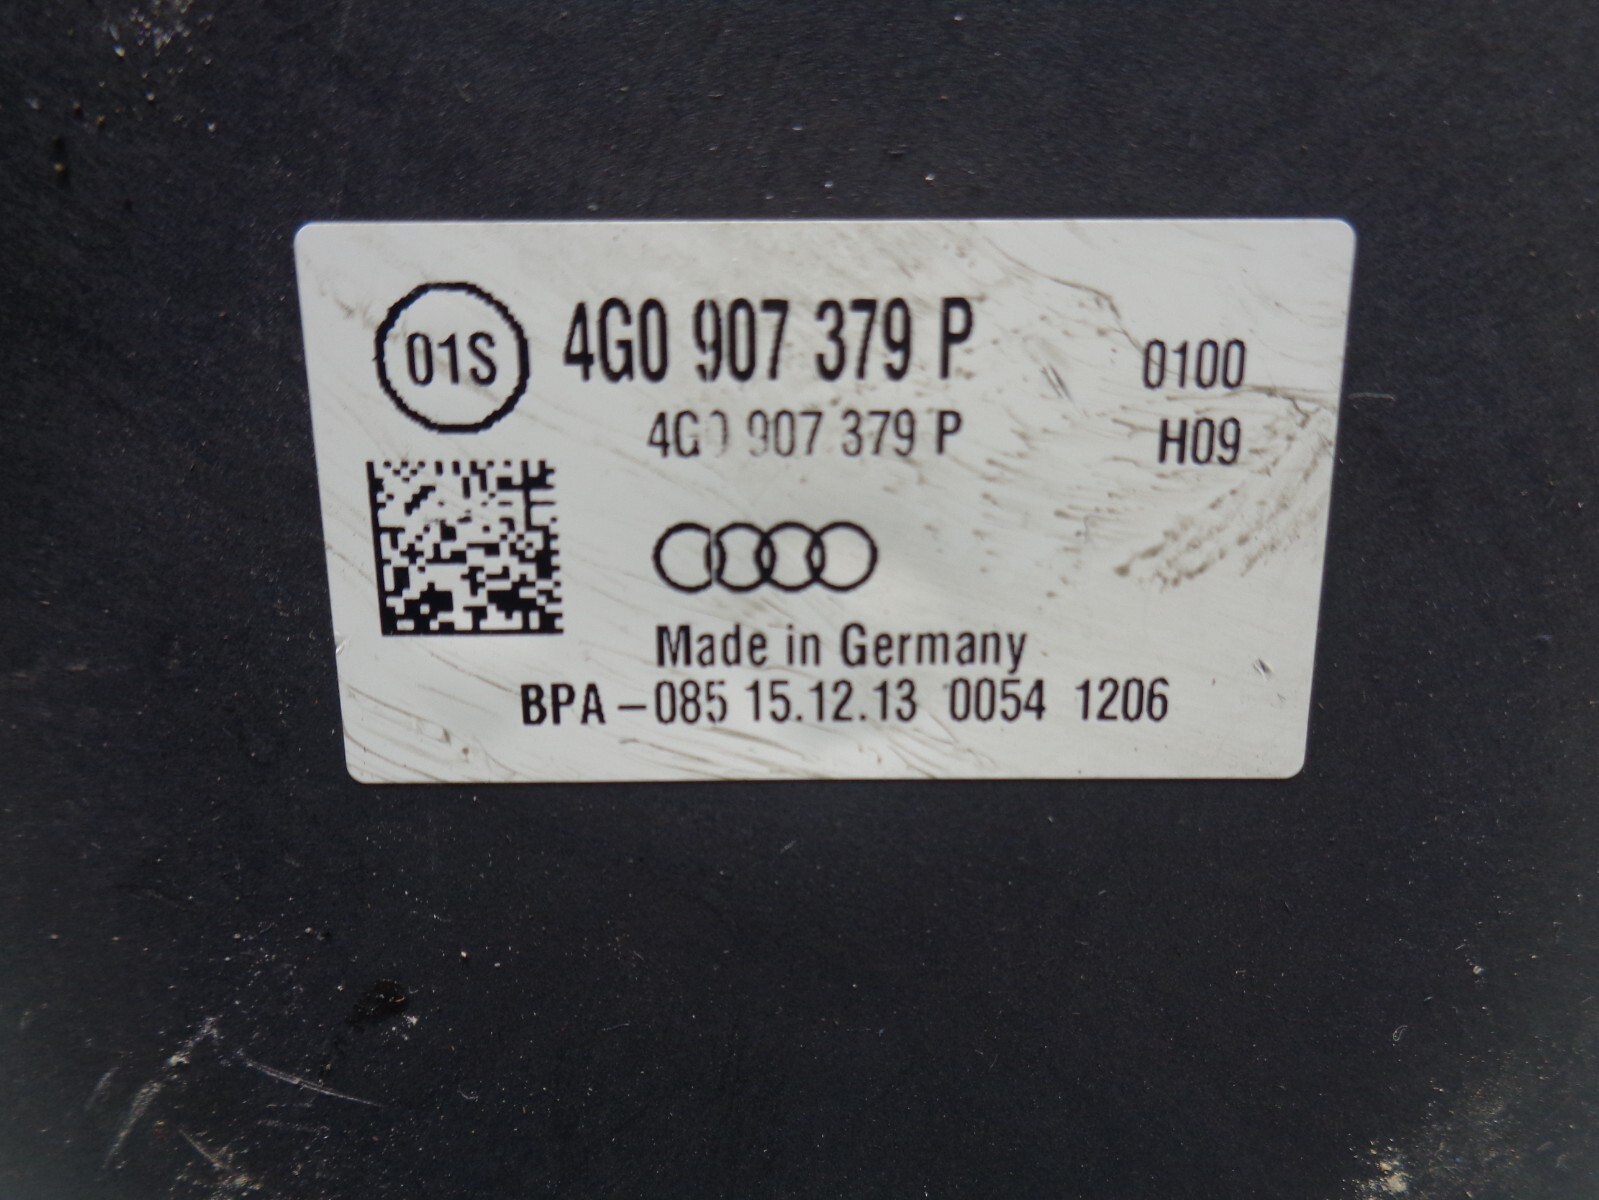 01S 4G0 907 379 P 0100
4G0 907 379 P H09
Made in Germany
BPA-085 15.12.13 0054 1206